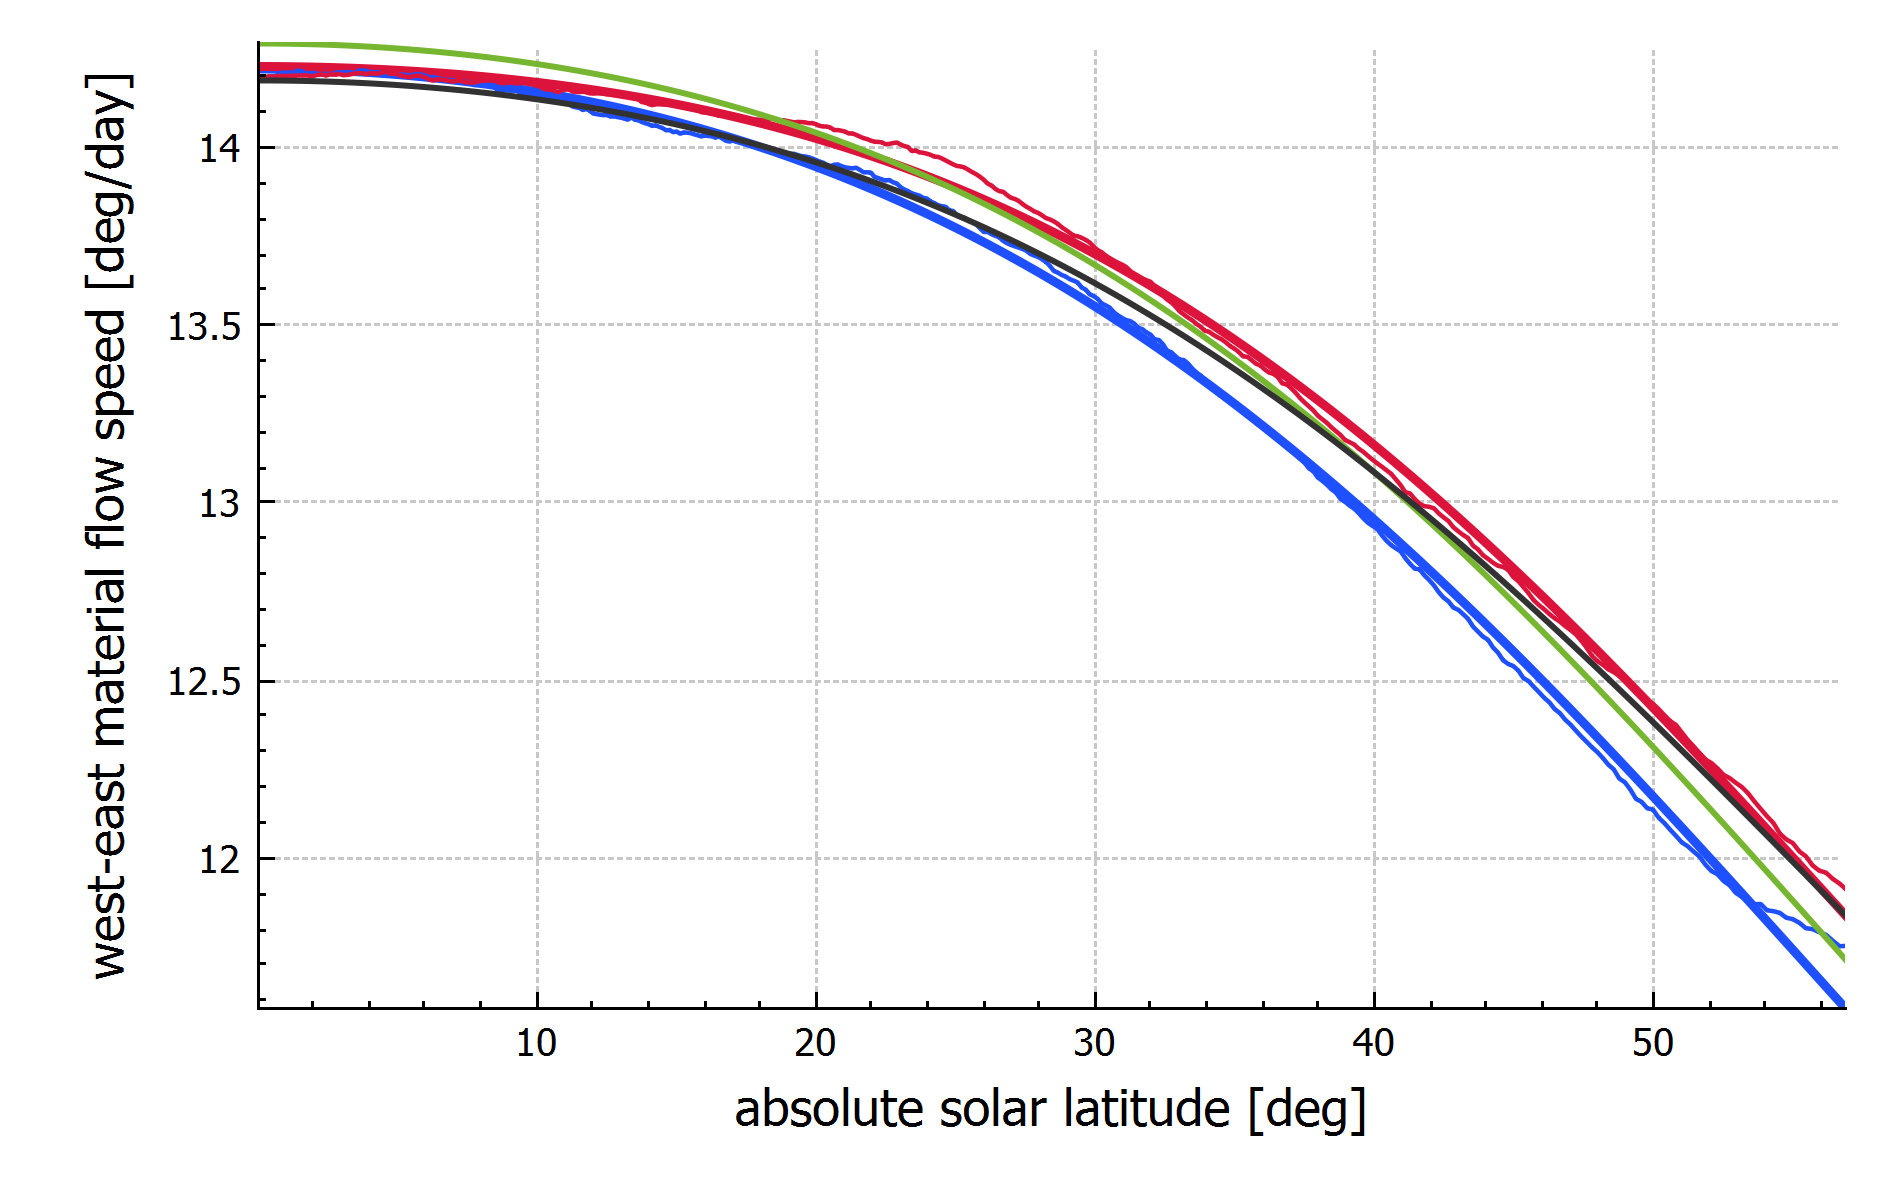 west-east material flow speed [deg/day]
14
13.5
13
12.5
12
10 20 30 40 50
absolute solar latitude [deg]